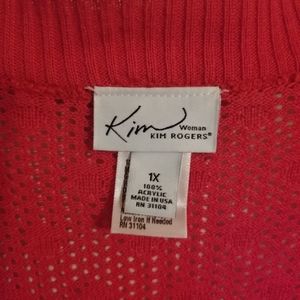 Kim Woman
KIM ROGERS®
1X
100%
ACRYLIC
MADE IN USA
RN 31104
Low Iron If Needed
RN 31104